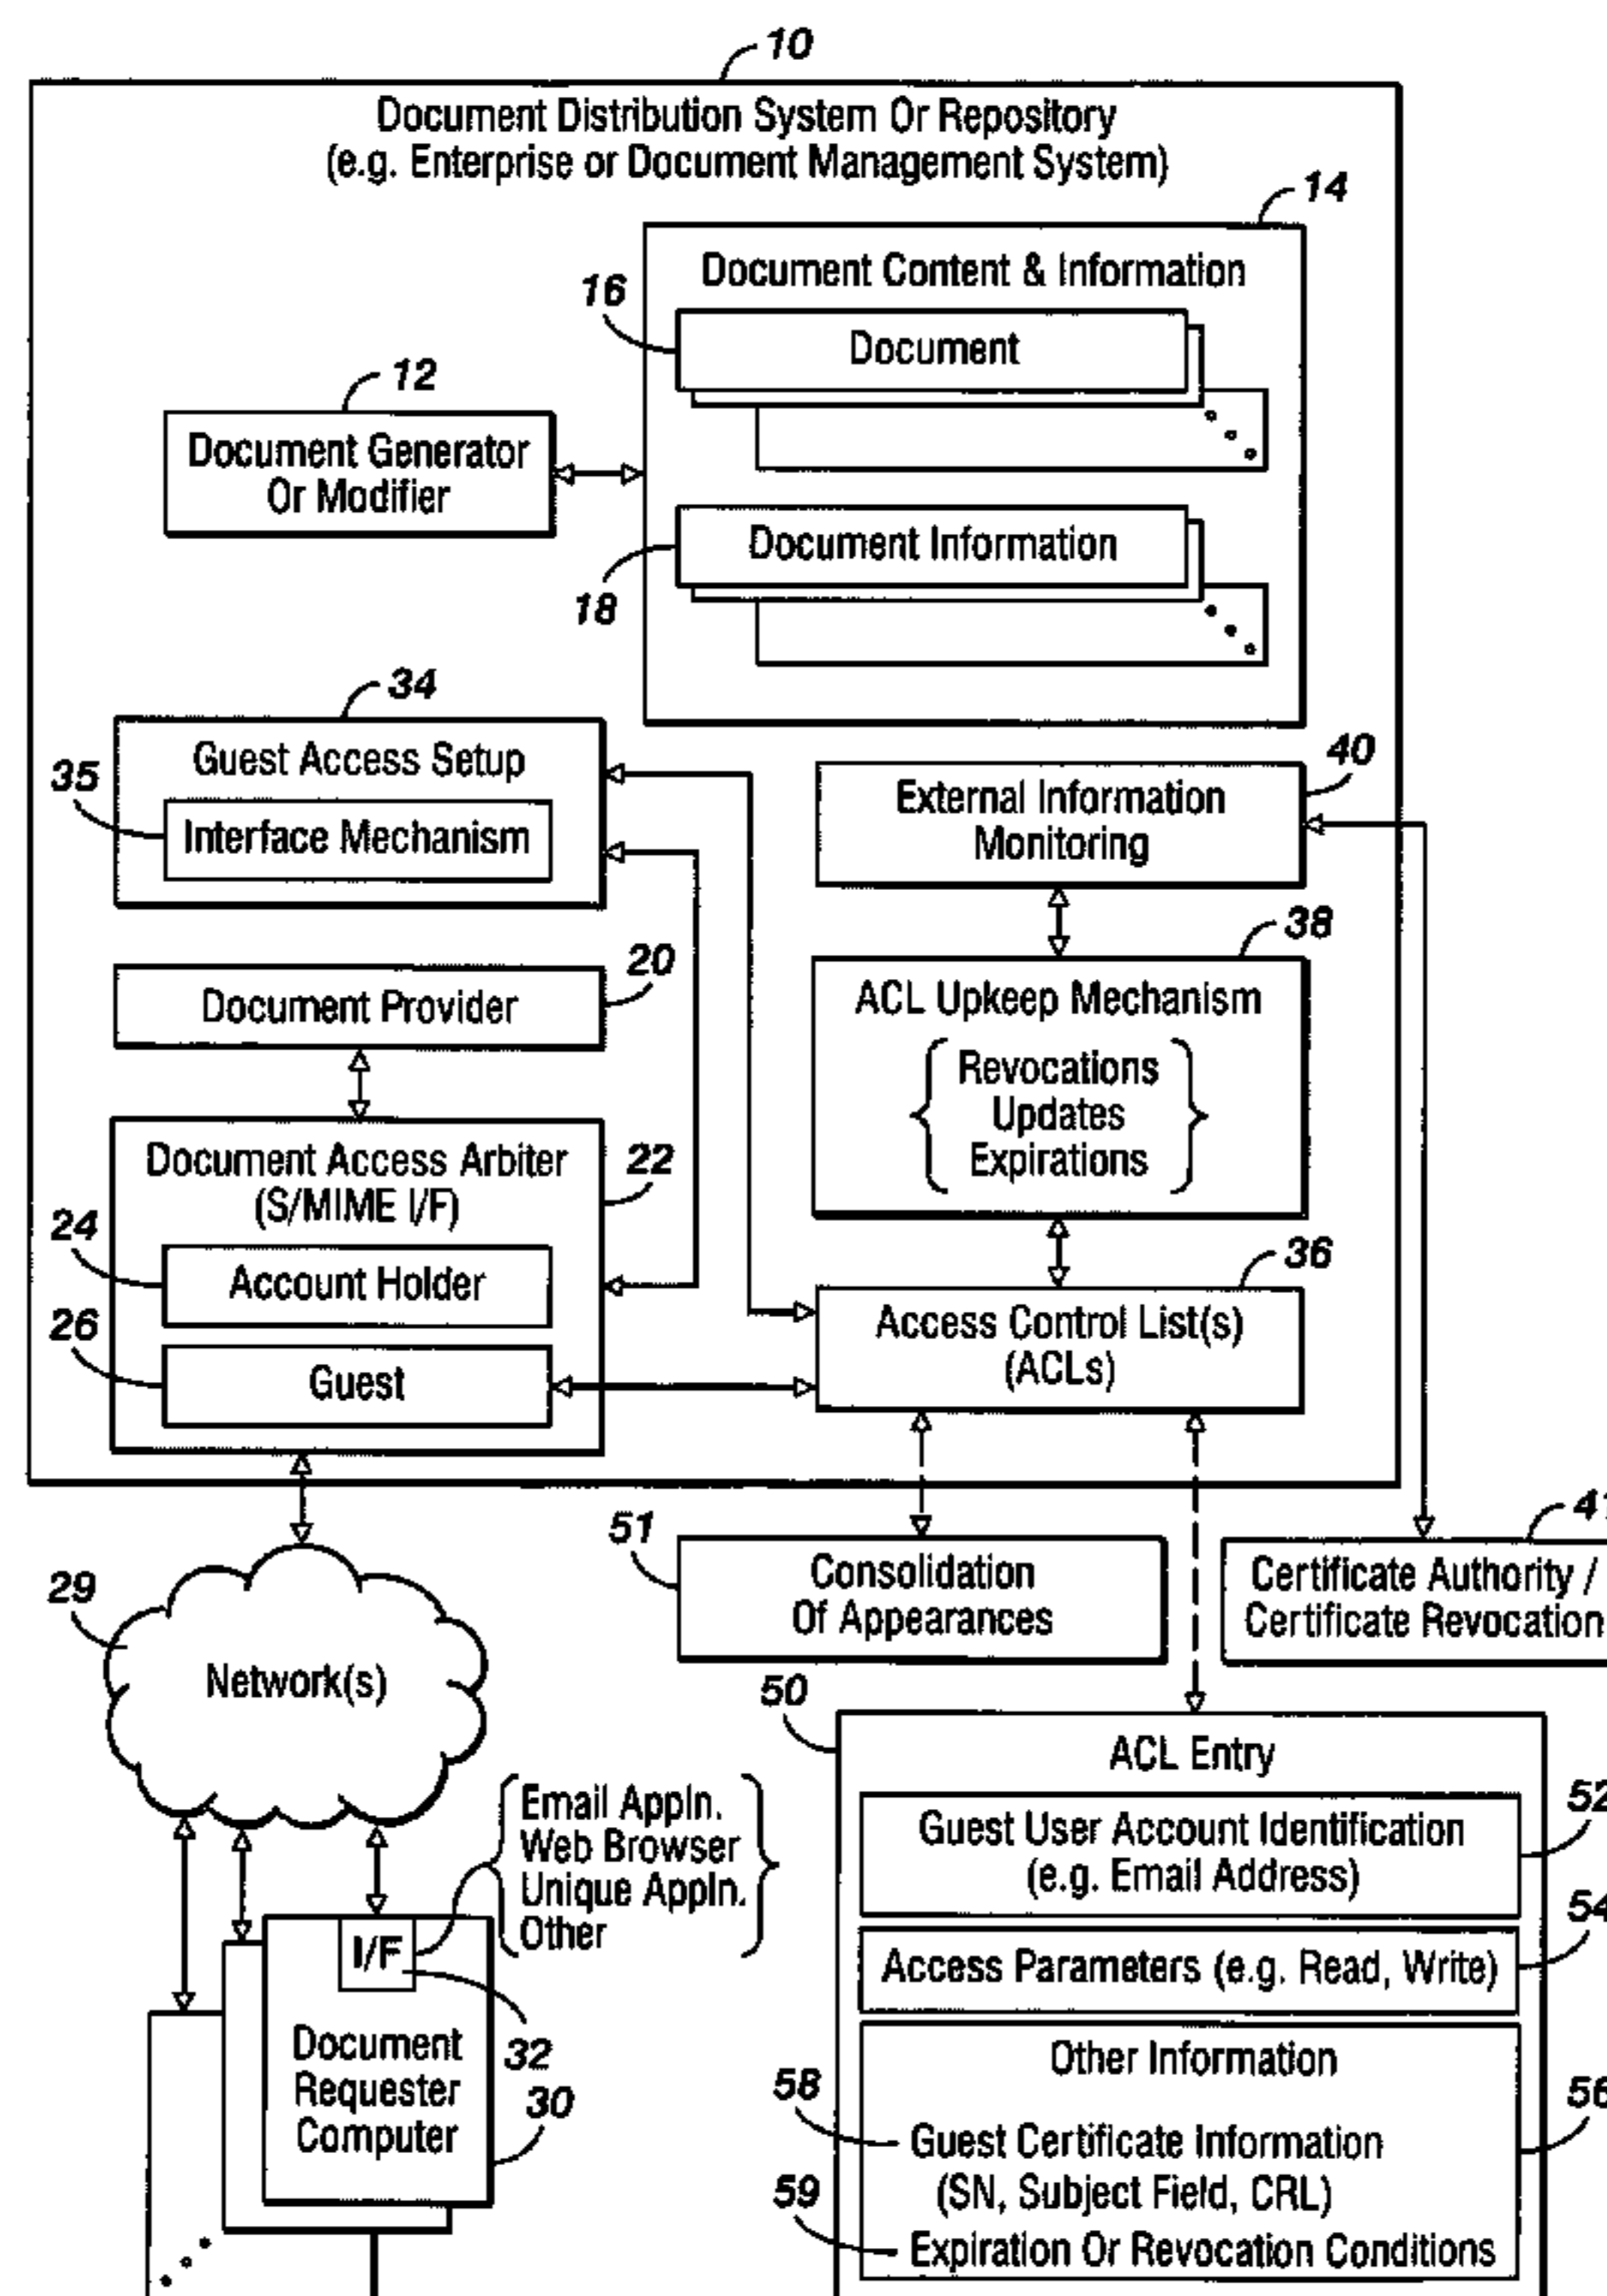 10
Document Distribution System Or Repository
(e.g. Enterprise or Document Management System)
14
Document Content & Information
16
Document
12
Document Generator
Or Modifier
Document Information
18
34
Guest Access Setup
35
Interface Mechanism
40
External Information
Monitoring
38
ACL Upkeep Mechanism
Revocations
Updates
Expirations
20
Document Provider
Document Access Arbiter
(S/MIME I/F)
22
24
Account Holder
26
Guest
36
Access Control List(s)
(ACLs)
51
Consolidation
Of Appearances
41
Certificate Authority /
Certificate Revocation
29
Network(s)
Email Appln.
Web Browser
Unique Appln.
Other
I/F
32
Document
Requester
Computer
30
50
ACL Entry
52
Guest User Account Identification
(e.g. Email Address)
54
Access Parameters (e.g. Read, Write)
Other Information
56
58
Guest Certificate Information
(SN, Subject Field, CRL)
59
Expiration Or Revocation Conditions